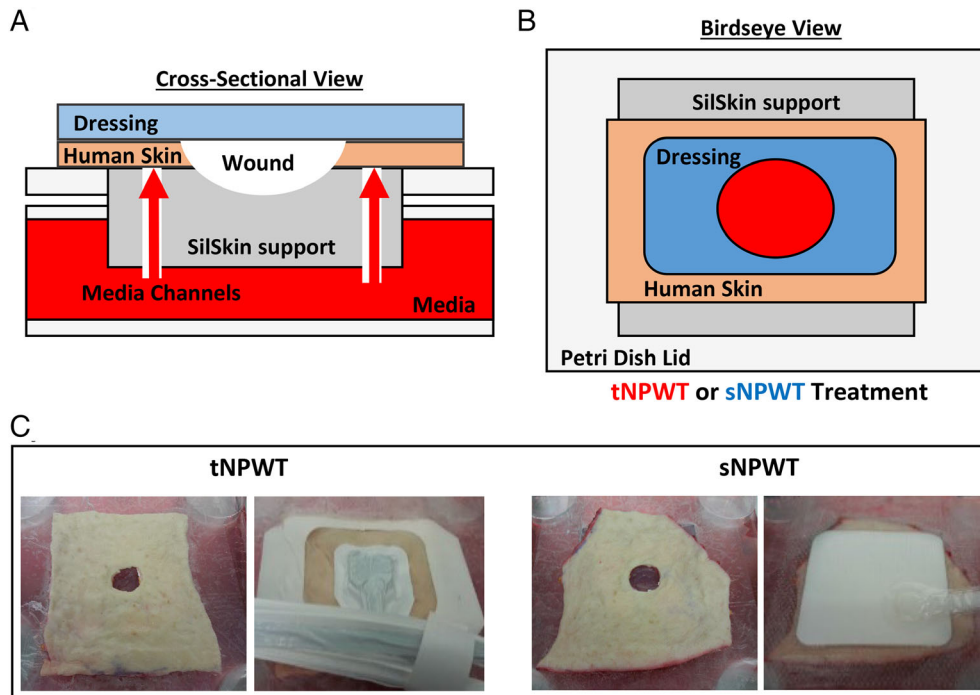 A
Cross-Sectional View
Dressing
Human Skin
Wound
SilSkin support
Media Channels
Media
B
Birdseye View
SilSkin support
Dressing
Human Skin
Petri Dish Lid
tNPWT or sNPWT Treatment
C
tNPWT
sNPWT